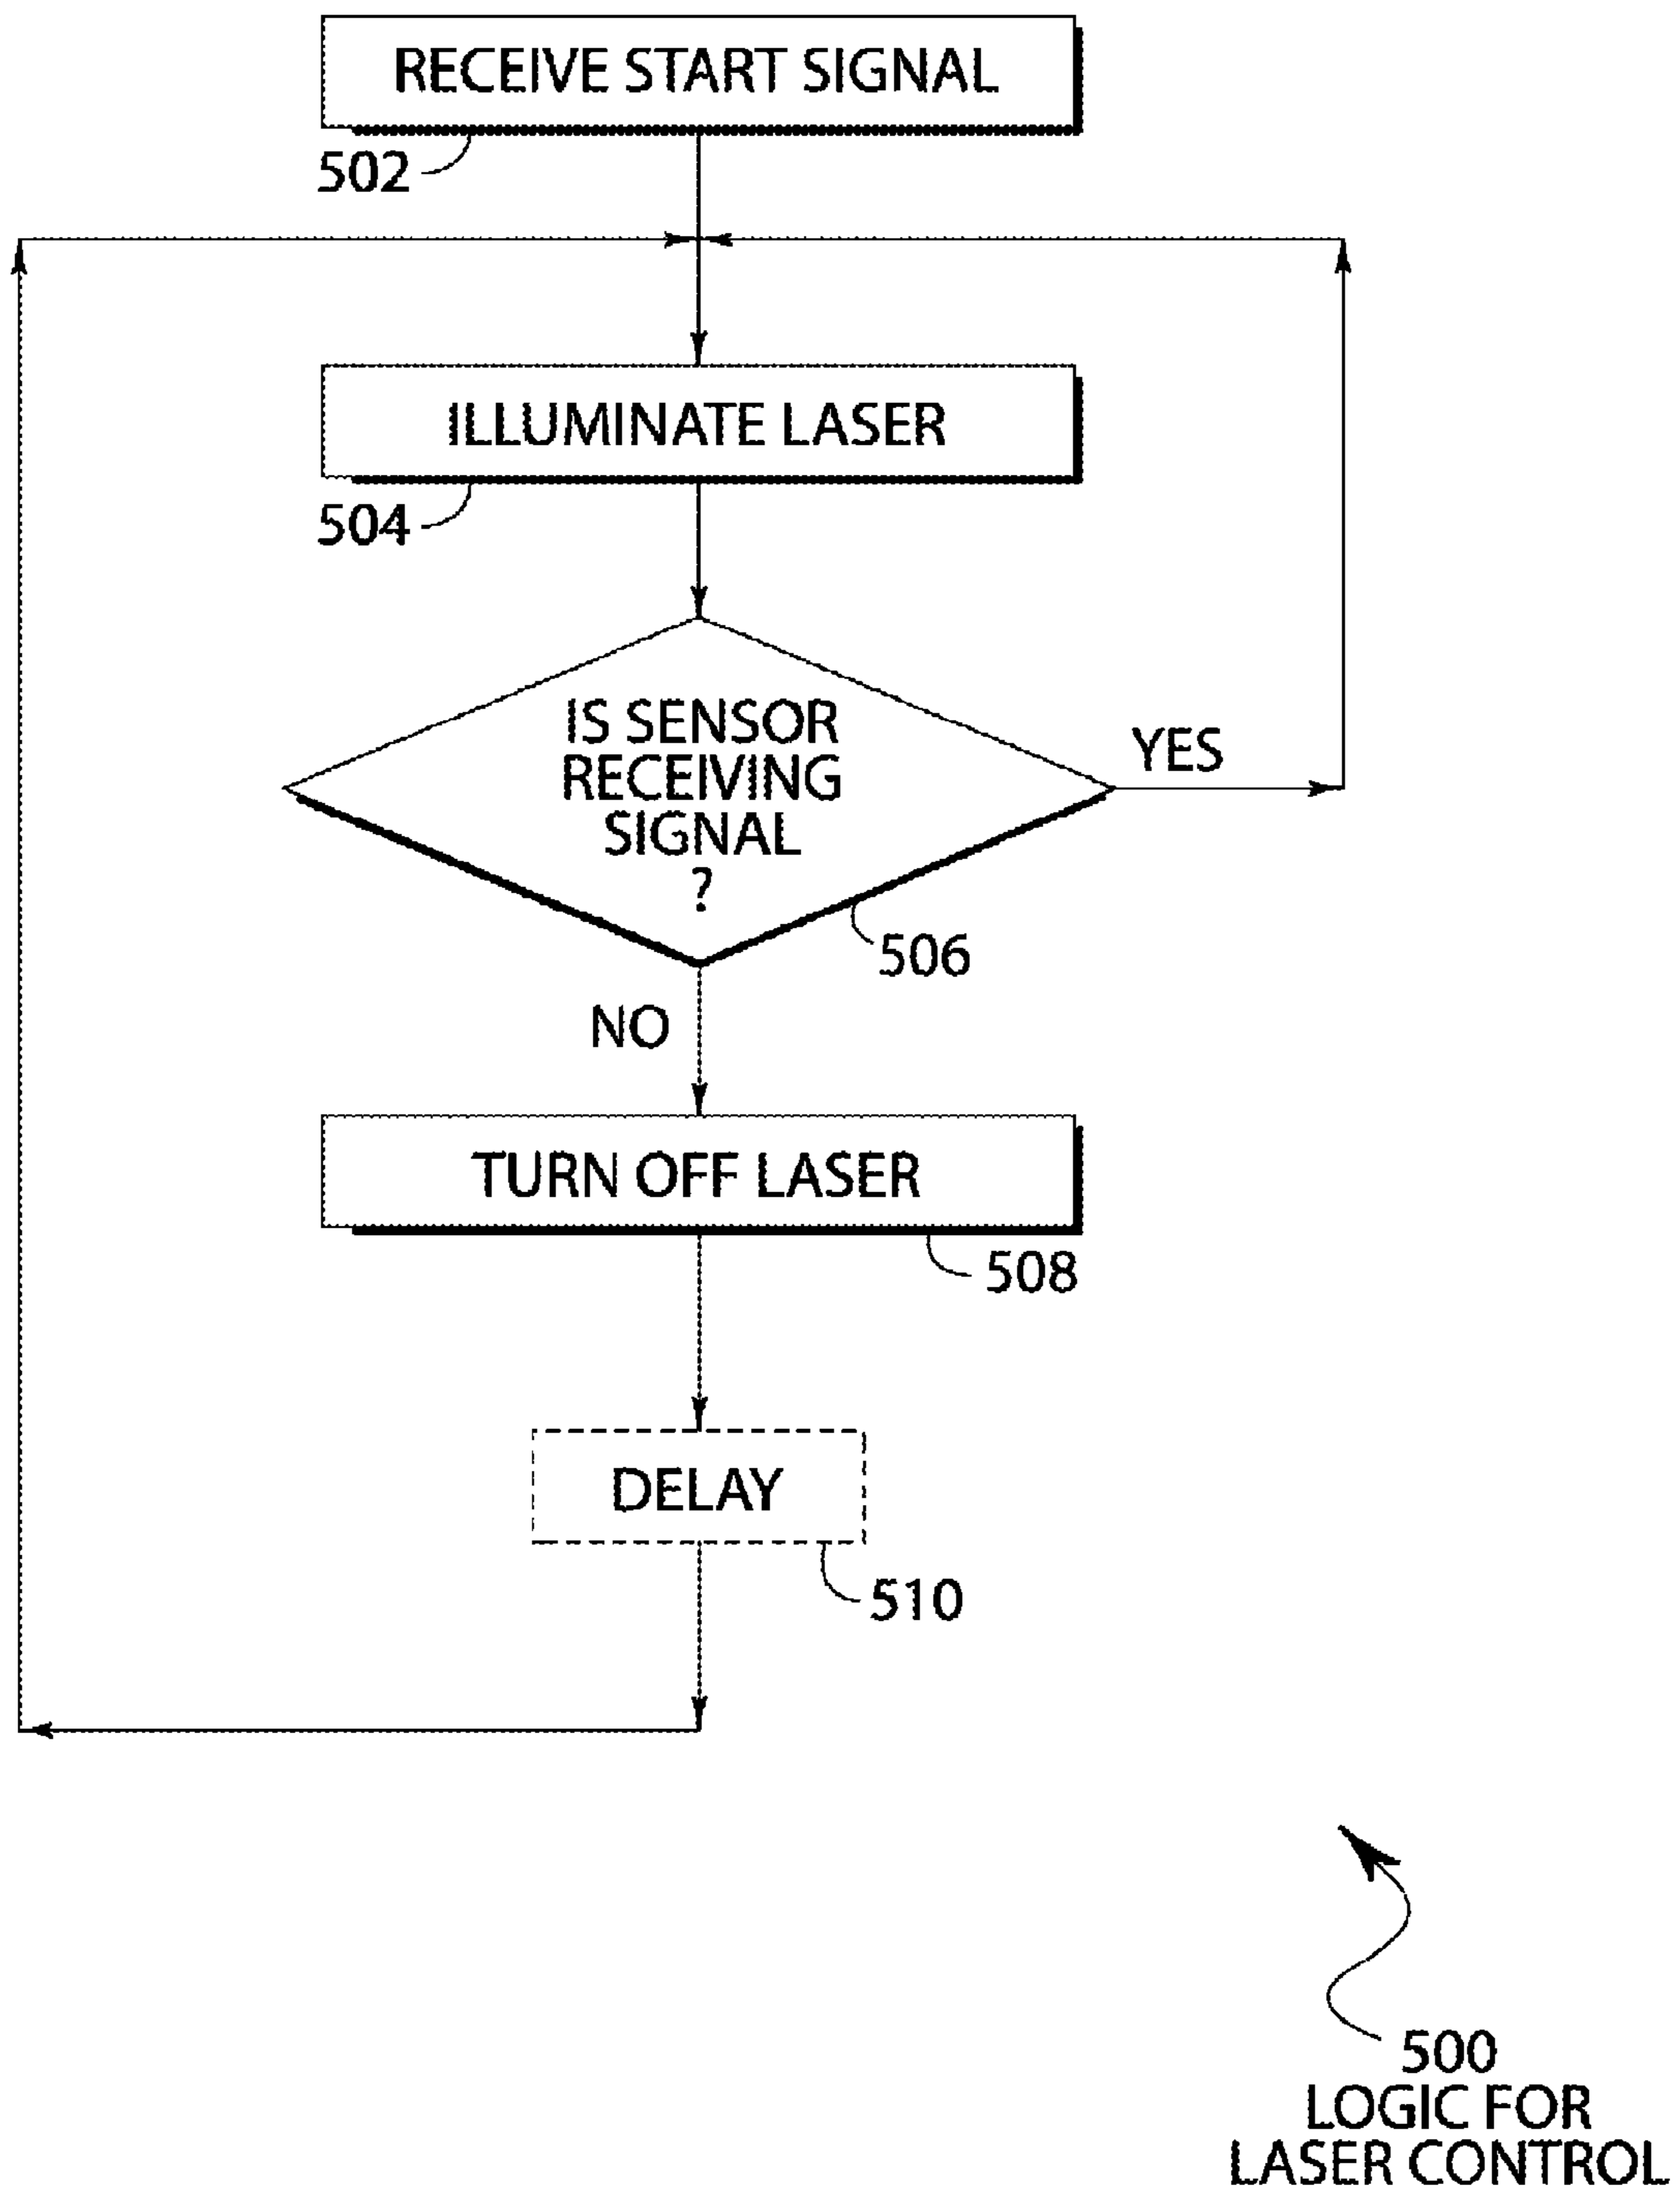 RECEIVE START SIGNAL
502
ILLUMINATE LASER
504
IS SENSOR
RECEIVING
SIGNAL
?
YES
506
NO
TURN OFF LASER
508
DELAY
510
500
LOGIC FOR
LASER CONTROL